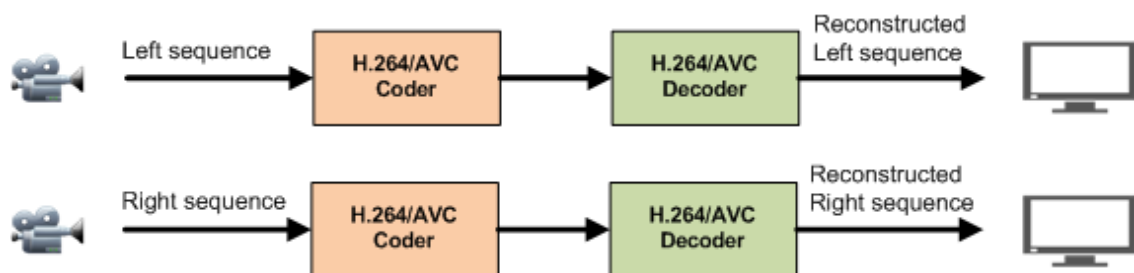 Left sequence
H.264/AVC
Coder
H.264/AVC
Decoder
Reconstructed
Left sequence
Right sequence
H.264/AVC
Coder
H.264/AVC
Decoder
Reconstructed
Right sequence